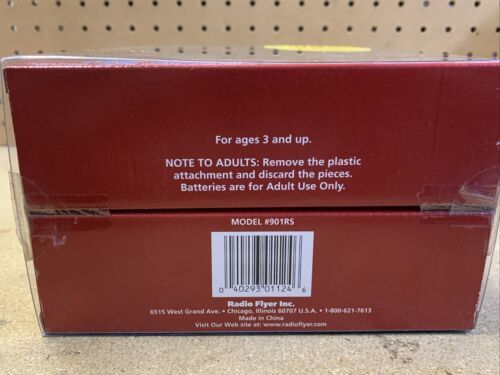 For ages 3 and up.
NOTE TO ADULTS: Remove the plastic
attachment and discard the pieces.
Batteries are for Adult Use Only.
MODEL #901RS
0 40293 01124 6
Radio Flyer Inc.
6515 West Grand Ave. • Chicago, Illinois 60707 U.S.A. • 1-800-621-7613
Made in China
Visit Our Web site at: www.radioflyer.com